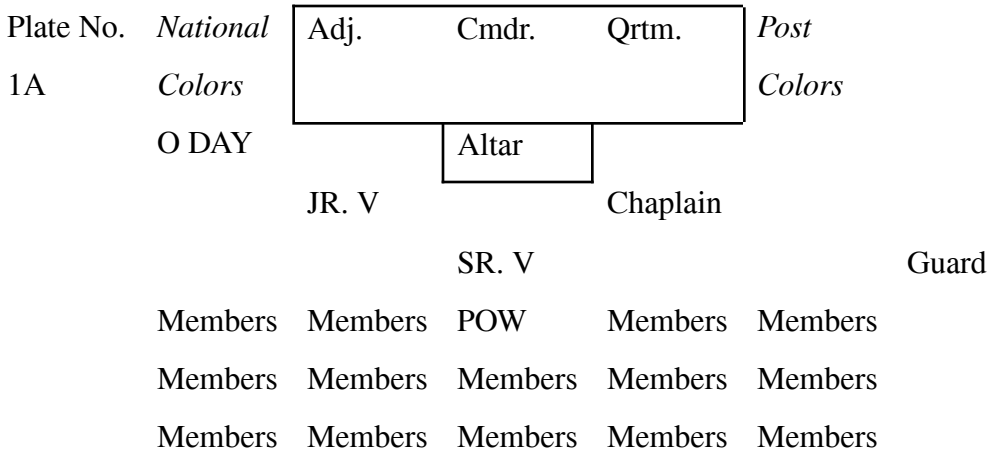 Plate No. National Adj. Cmdr. Qrtm. Post
1A Colors Colors
O DAY Altar
JR. V Chaplain
SR. V Guard
Members Members POW Members Members
Members Members Members Members Members
Members Members Members Members Members